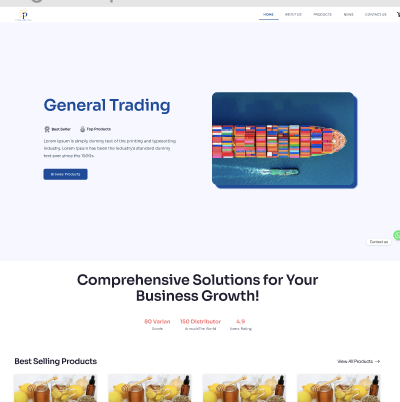 HOME ABOUT US PRODUCTS NEWS CONTACT US
General Trading
Best Seller Top Products
Lorem Ipsum is simply dummy text of the printing and typesetting
industry. Lorem Ipsum has been the industry's standard dummy
text ever since the 1500s.
Browse Products
Contact us
Comprehensive Solutions for Your
Business Growth!
80 Varian 150 Distributor 4.9
Goods Around The World Users Rating
Best Selling Products
View All Products